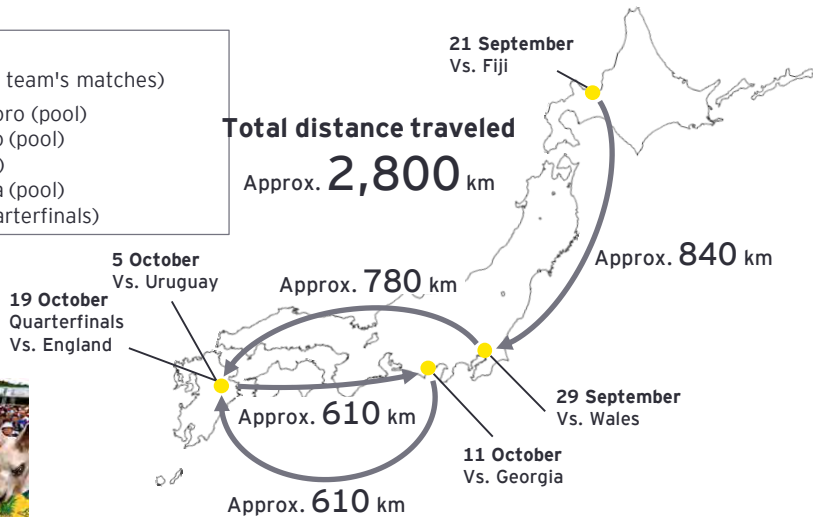 team's matches)
(pool)
(pool)
)
(pool)
Total distance traveled
Approx. 2,800 km
21 September
Vs. Fiji
Approx. 840 km
Approx. 780 km
5 October
Vs. Uruguay
19 October
Quarterfinals
Vs. England
Approx. 610 km
29 September
Vs. Wales
11 October
Vs. Georgia
Approx. 610 km